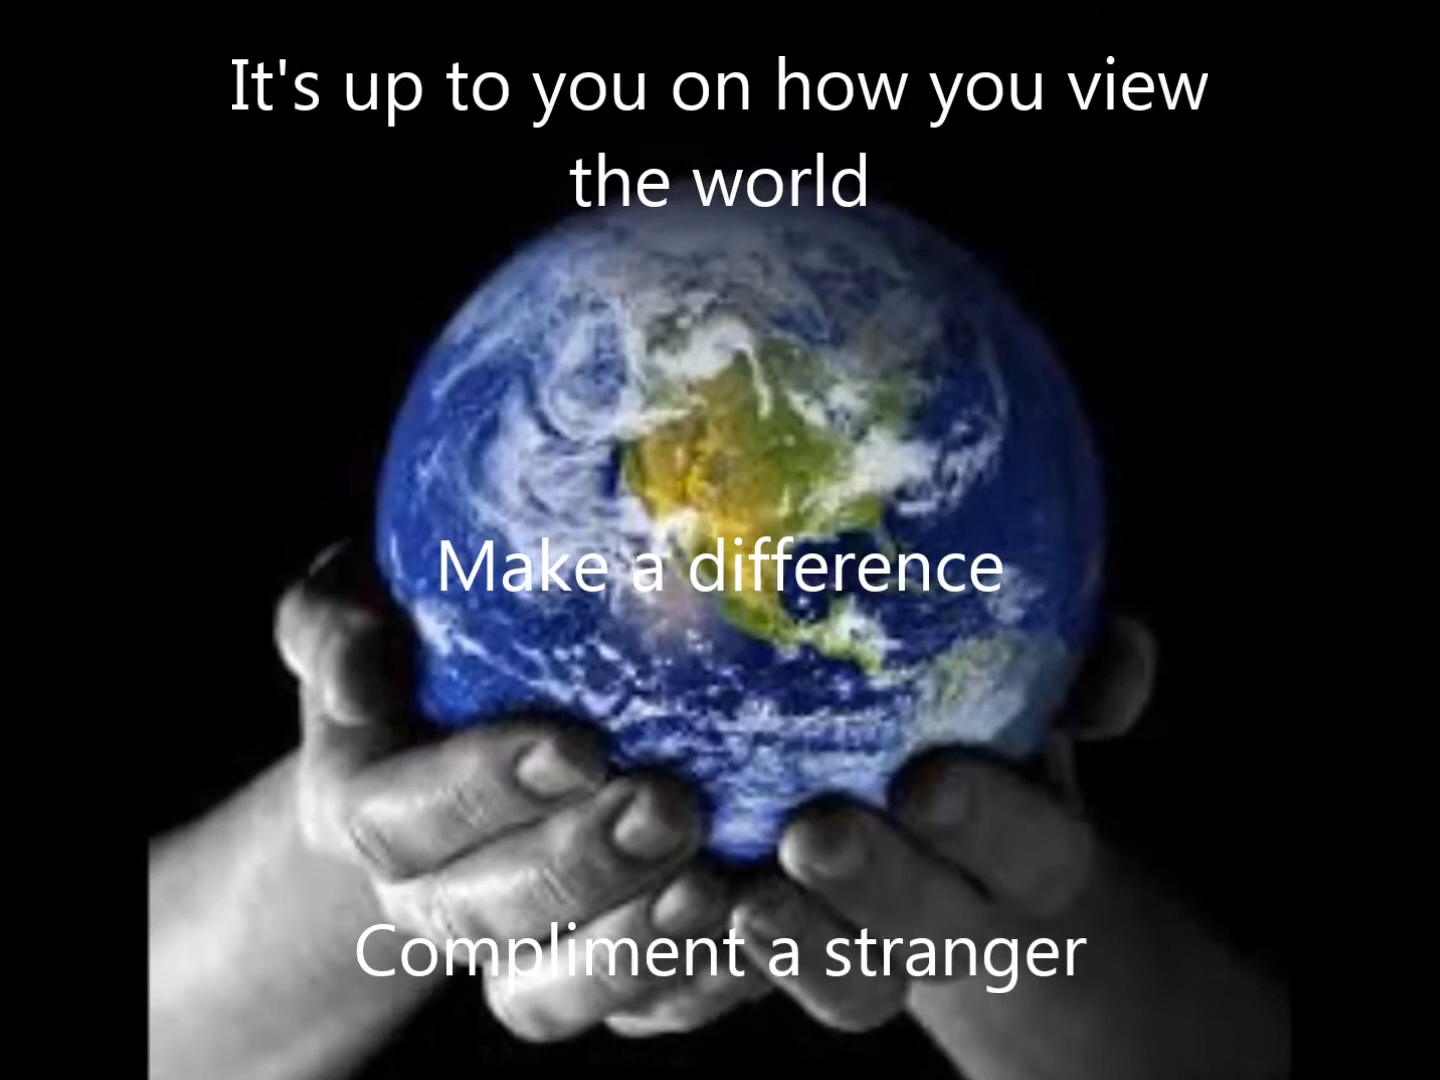 It's up to you on how you view
the world
Make a difference
Compliment a stranger